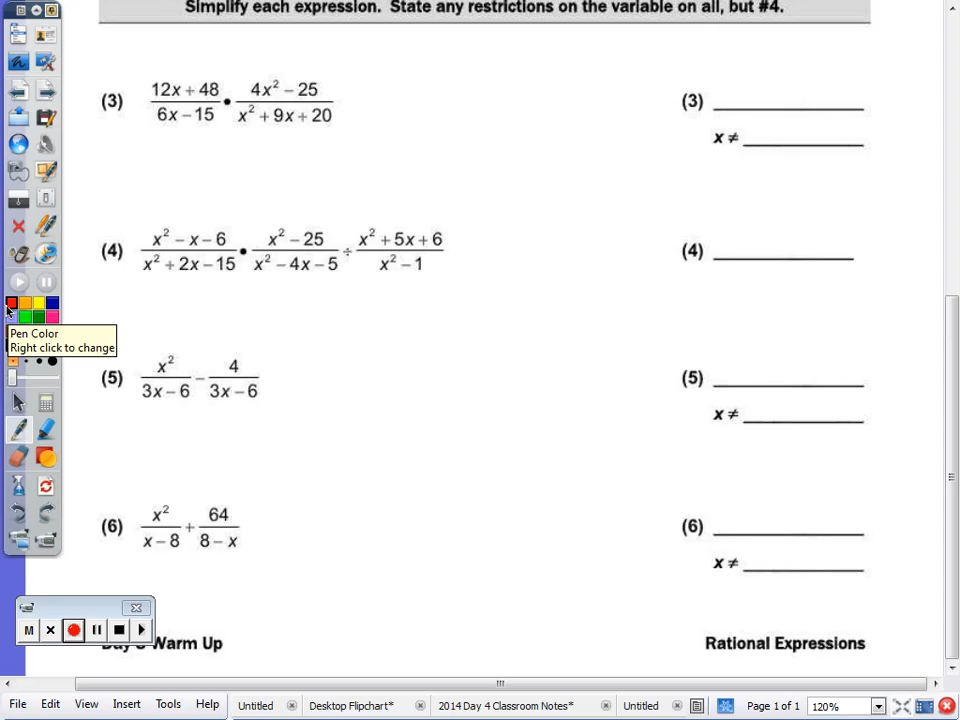 Simplify each expression. State any restrictions on the variable on all, but #4.
(3) 12x + 48 / 6x – 15 • 4x² – 25 / x² + 9x + 20 (3) ____________
x ≠ ____________
(4) x² – x – 6 / x² + 2x – 15 • x² – 25 / x² – 4x – 5 ÷ x² + 5x + 6 / x² – 1 (4) ____________
Pen Color
Right click to change
(5) x² / 3x – 6 – 4 / 3x – 6 (5) ____________
x ≠ ____________
(6) x² / x – 8 + 64 / 8 – x (6) ____________
x ≠ ____________
M
Warm Up Rational Expressions
File Edit View Insert Tools Help Untitled Desktop Flipchart* 2014 Day 4 Classroom Notes* Untitled Page 1 of 1 120%